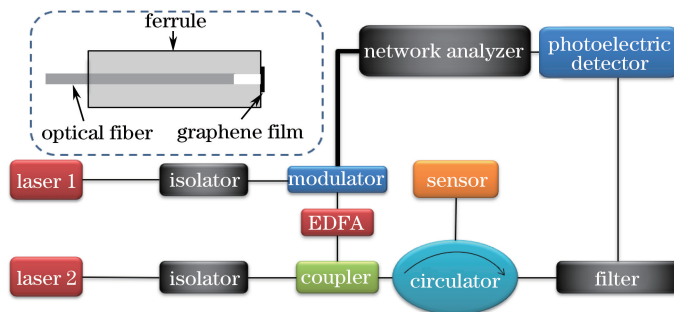 ferrule
optical fiber
graphene film
network analyzer
photoelectric
detector
laser 1
isolator
modulator
sensor
EDFA
laser 2
isolator
coupler
circulator
filter